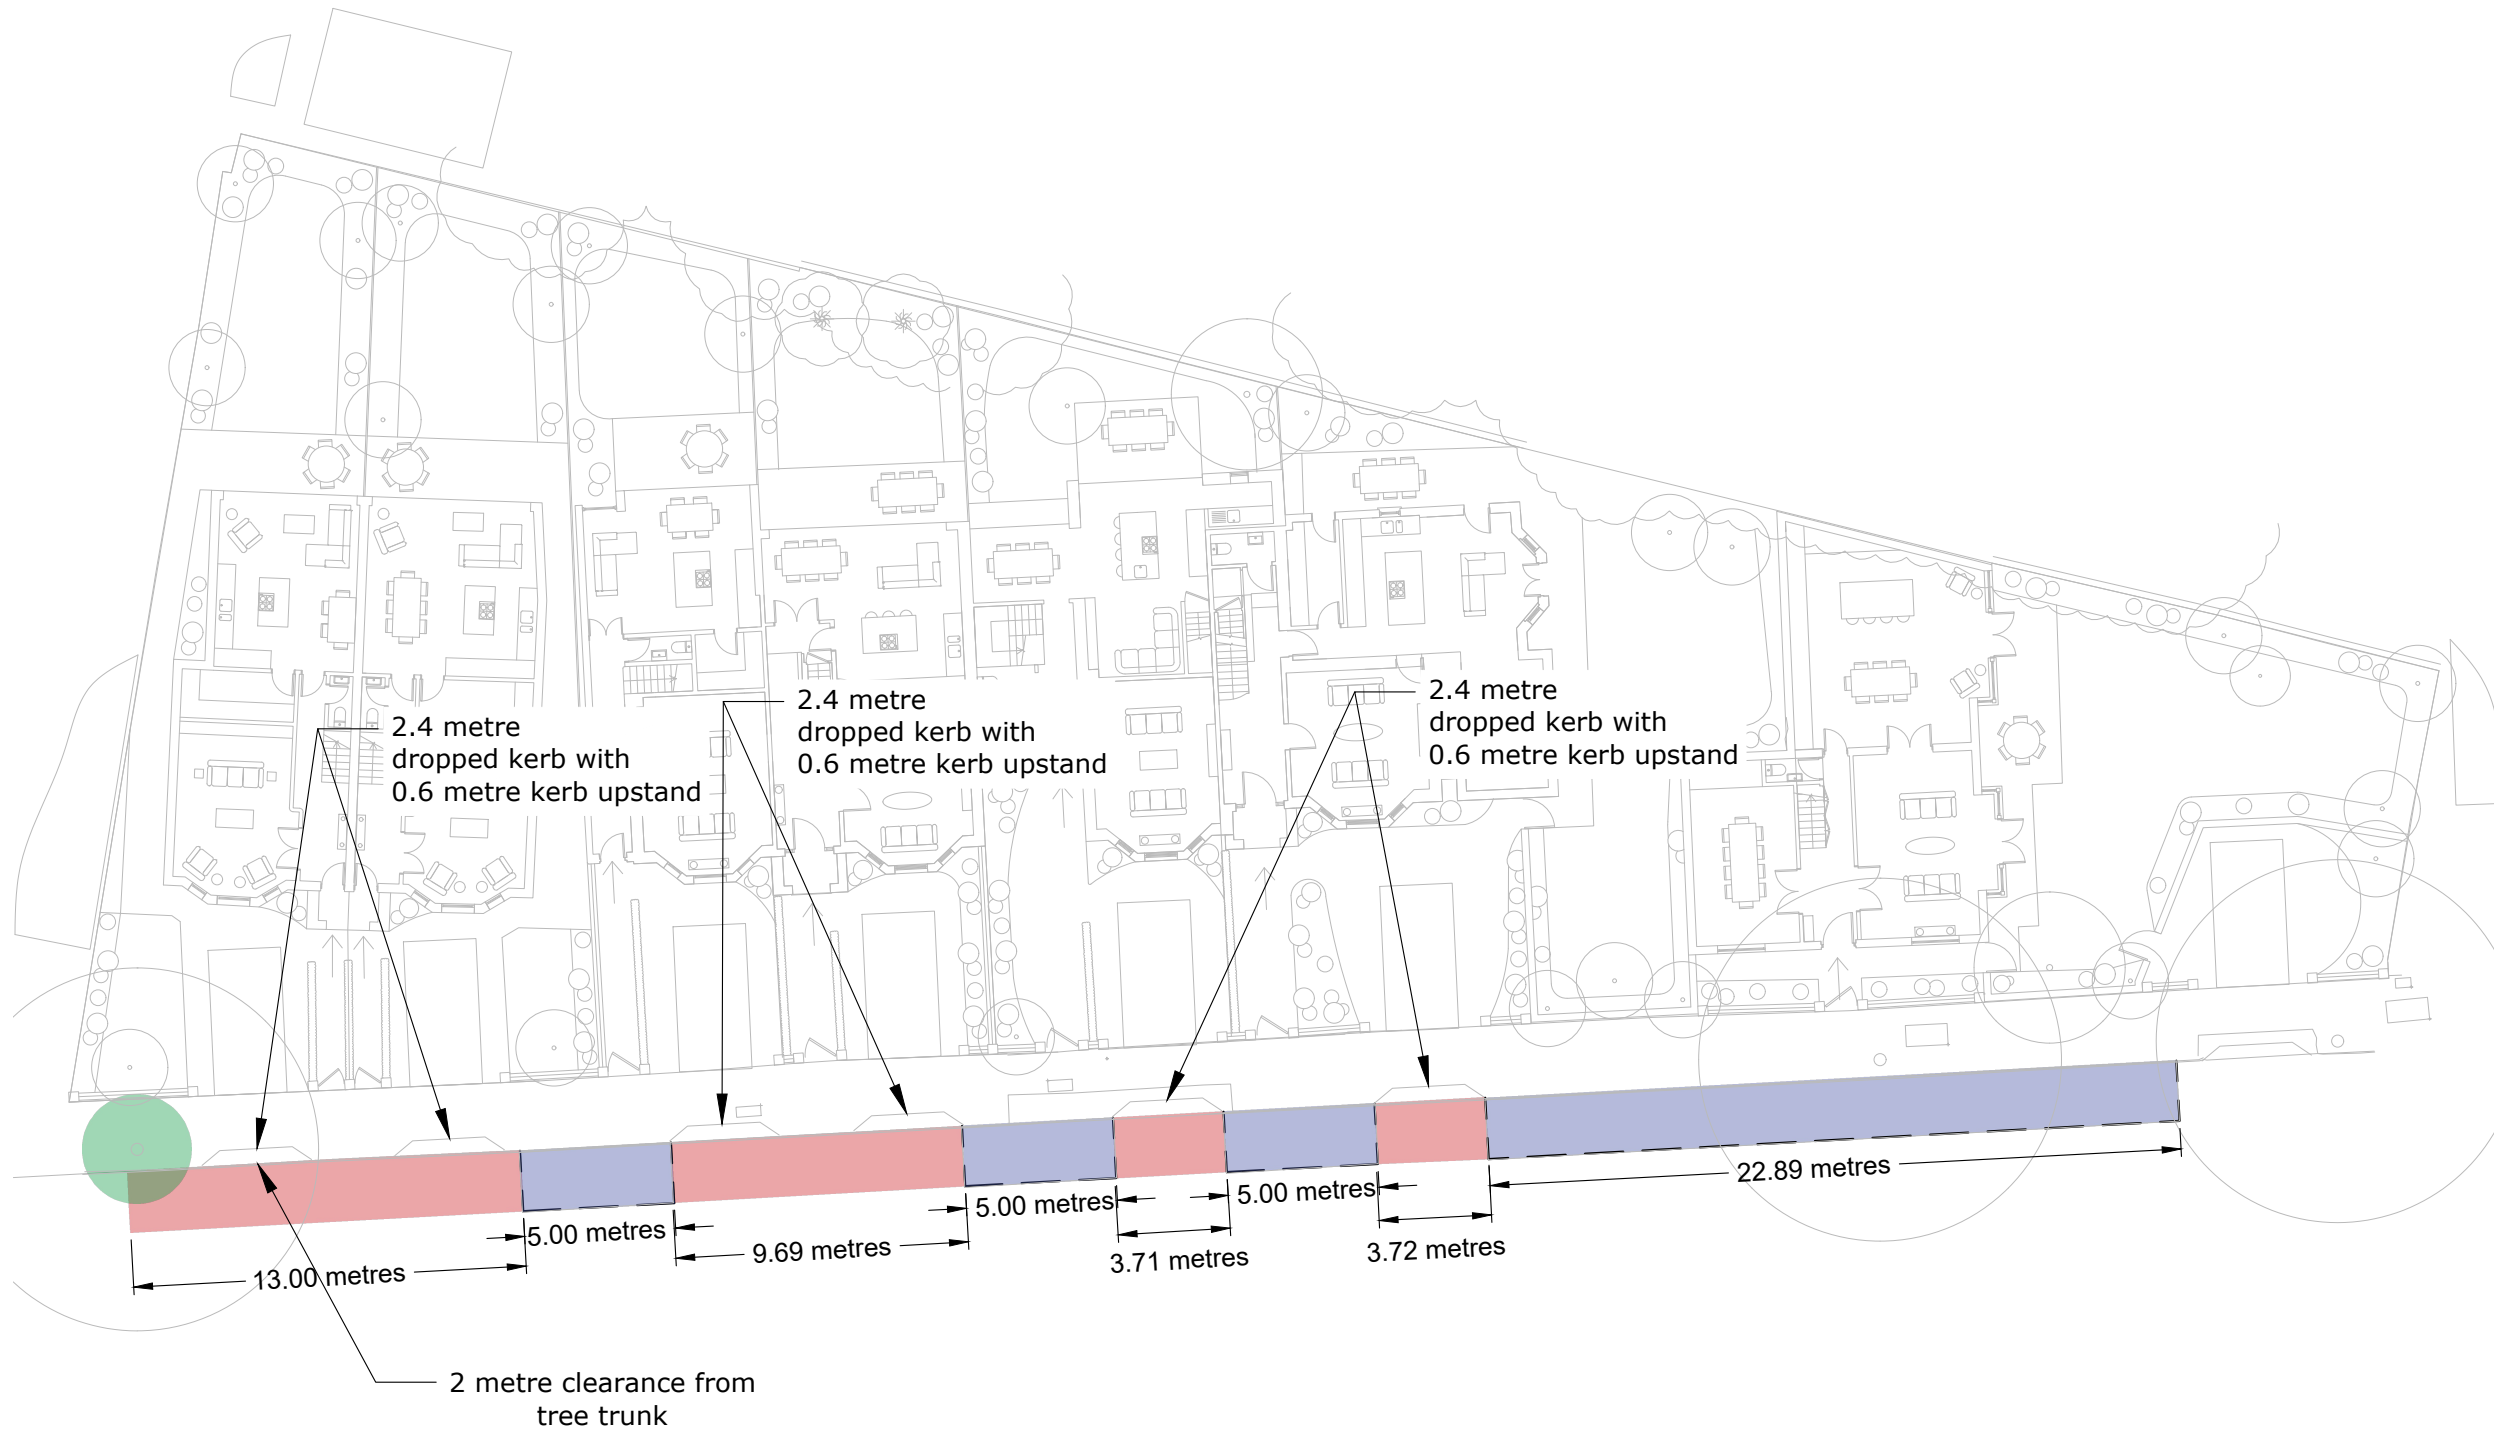 2.4 metre
dropped kerb with
0.6 metre kerb upstand
2.4 metre
dropped kerb with
0.6 metre kerb upstand
2.4 metre
dropped kerb with
0.6 metre kerb upstand
13.00 metres
5.00 metres
9.69 metres
5.00 metres
3.71 metres
5.00 metres
3.72 metres
22.89 metres
2 metre clearance from
tree trunk